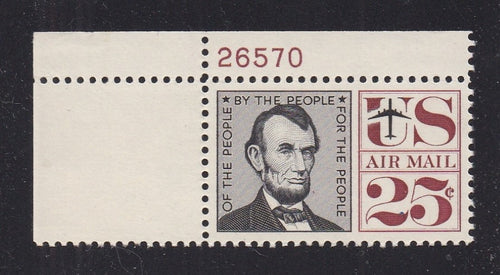 26570
OF THE PEOPLE ★ BY THE PEOPLE ★ FOR THE PEOPLE
US
AIR MAIL
25¢